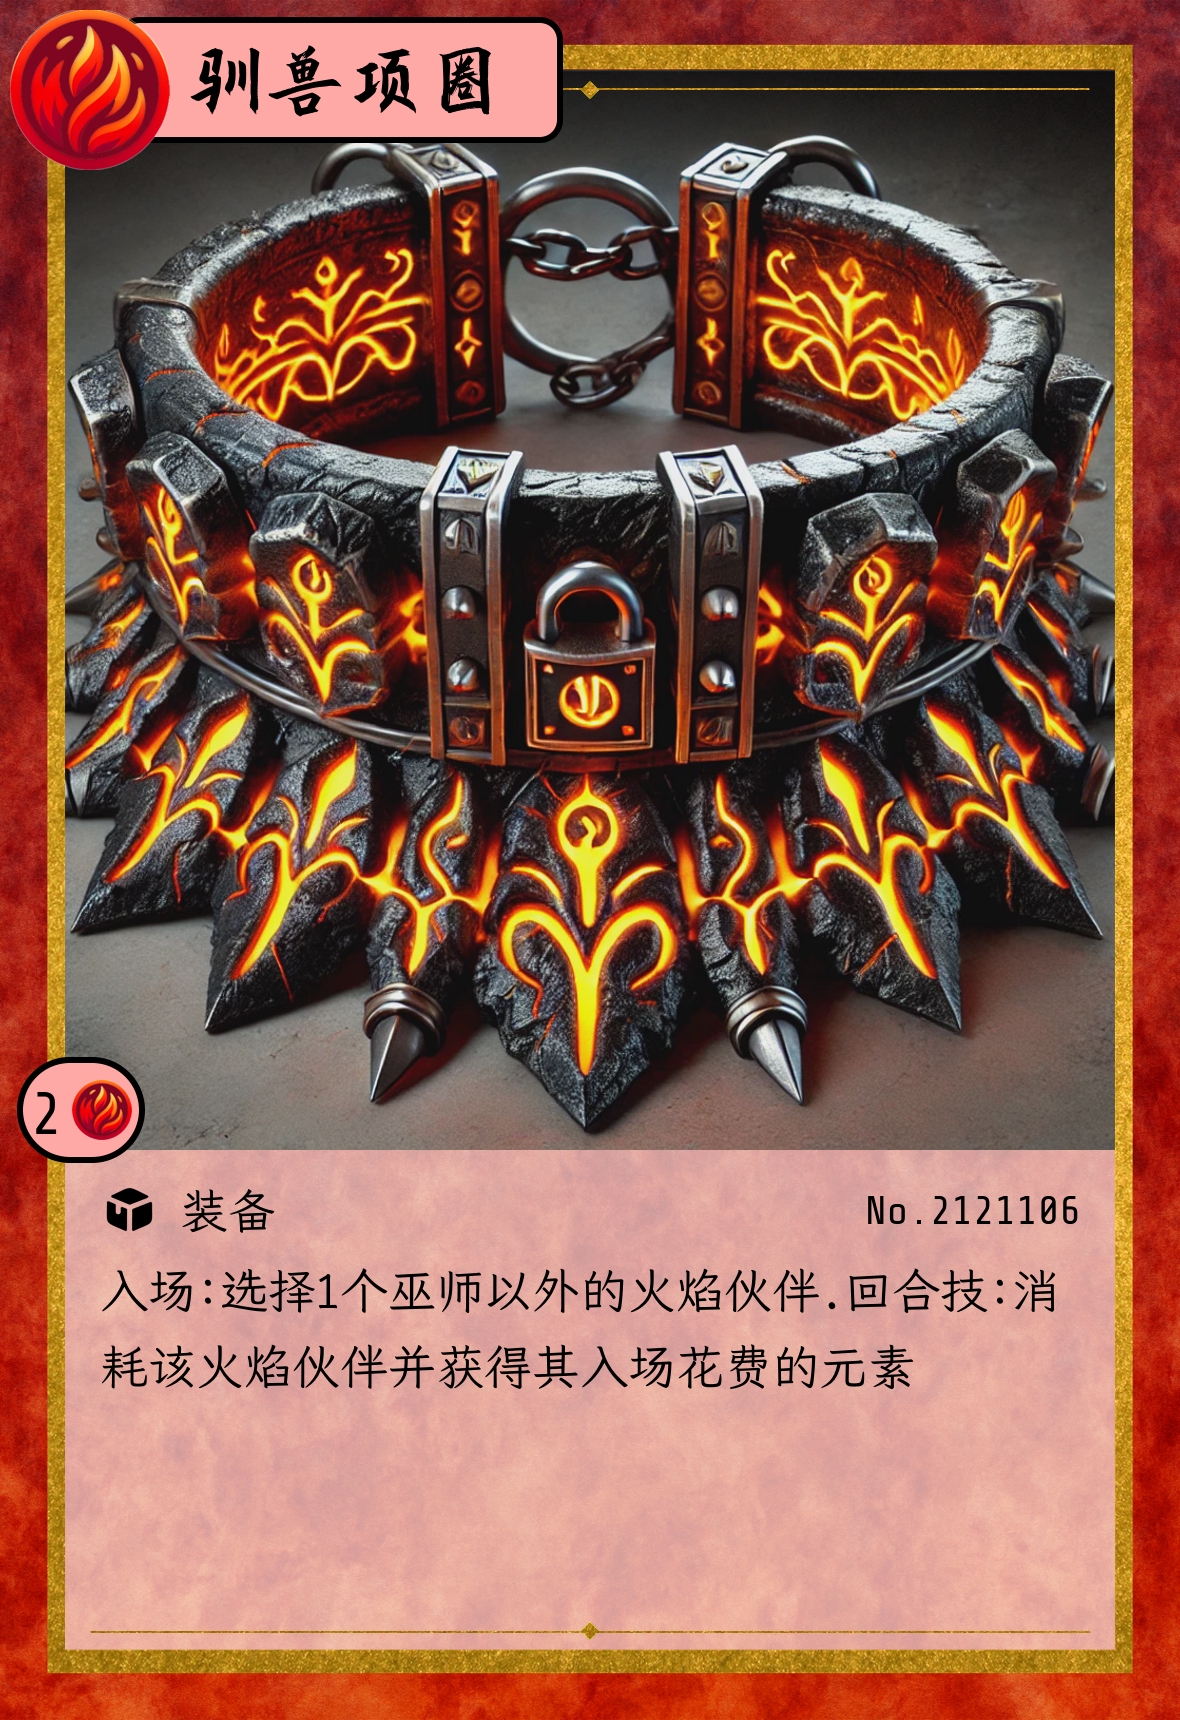 驯兽项圈
2
装备
No.2121106
入场:选择1个巫师以外的火焰伙伴.回合技:消
耗该火焰伙伴并获得其入场花费的元素